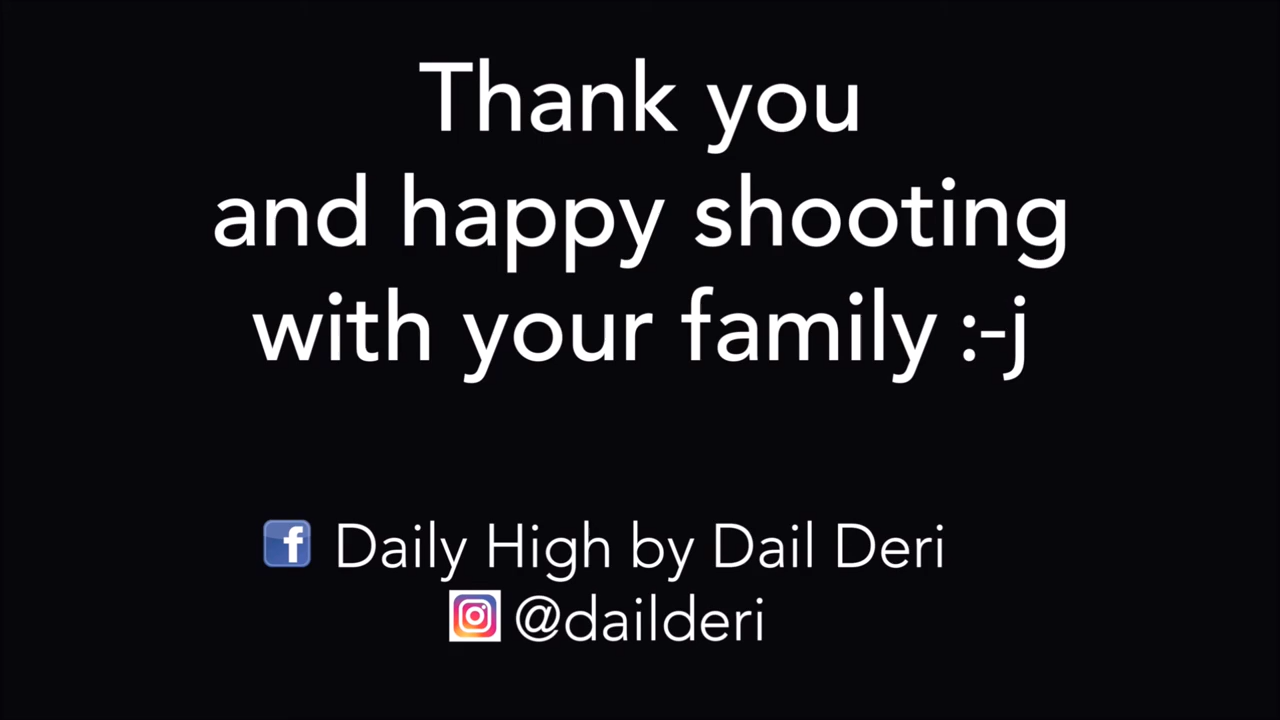 Thank you
and happy shooting
with your family :-j
f Daily High by Dail Deri
@dailderi